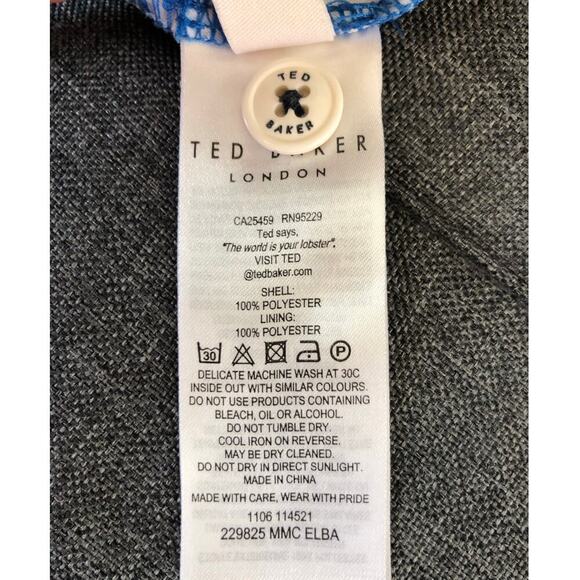 TED
BAKER
TED BAKER
LONDON
CA25459 RN95229
Ted says,
"The world is your lobster".
VISIT TED
@tedbaker.com
SHELL:
100% POLYESTER
LINING:
100% POLYESTER
30 P
DELICATE MACHINE WASH AT 30C
INSIDE OUT WITH SIMILAR COLOURS.
DO NOT USE PRODUCTS CONTAINING
BLEACH, OIL OR ALCOHOL.
DO NOT TUMBLE DRY.
COOL IRON ON REVERSE.
MAY BE DRY CLEANED.
DO NOT DRY IN DIRECT SUNLIGHT.
MADE IN CHINA
MADE WITH CARE, WEAR WITH PRIDE
1106 114521
229825 MMC ELBA